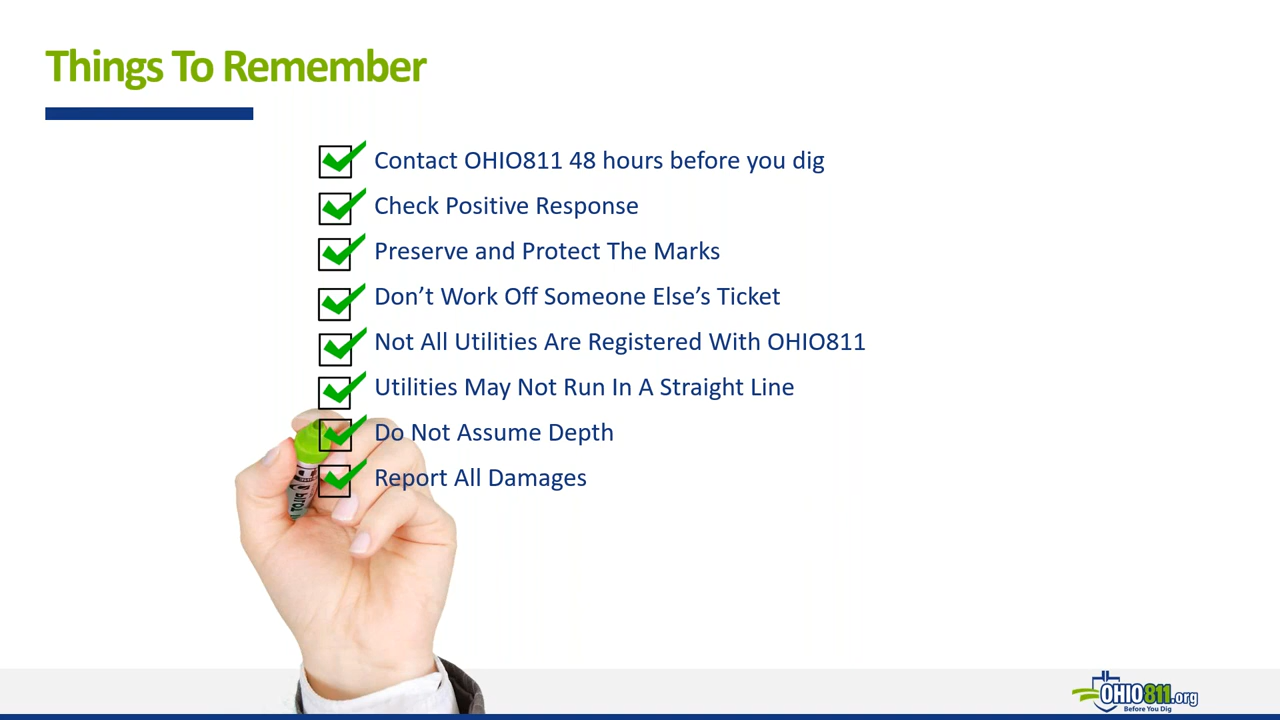 Things To Remember
Contact OHIO811 48 hours before you dig
Check Positive Response
Preserve and Protect The Marks
Don’t Work Off Someone Else’s Ticket
Not All Utilities Are Registered With OHIO811
Utilities May Not Run In A Straight Line
Do Not Assume Depth
Report All Damages
OHIO811.org
Before You Dig